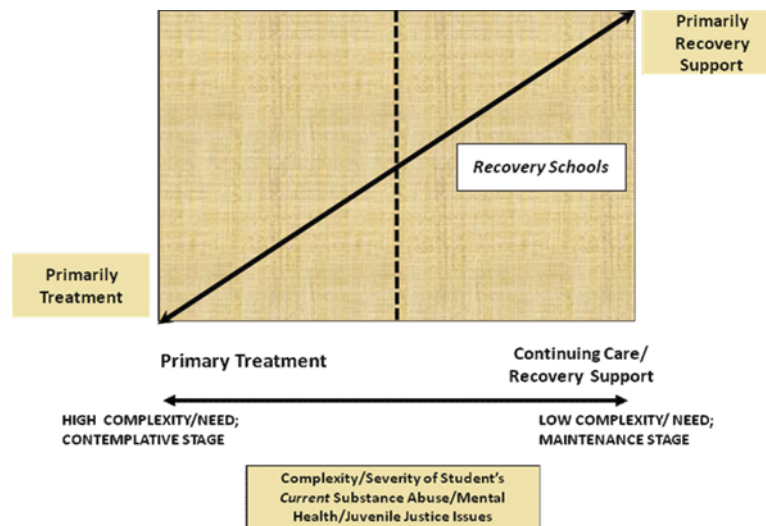 Primarily
Recovery
Support
Recovery Schools
Primarily
Treatment
Primary Treatment
Continuing Care/
Recovery Support
HIGH COMPLEXITY/NEED;
CONTEMPLATIVE STAGE
LOW COMPLEXITY/ NEED;
MAINTENANCE STAGE
Complexity/Severity of Student's
Current Substance Abuse/Mental
Health/Juvenile Justice Issues